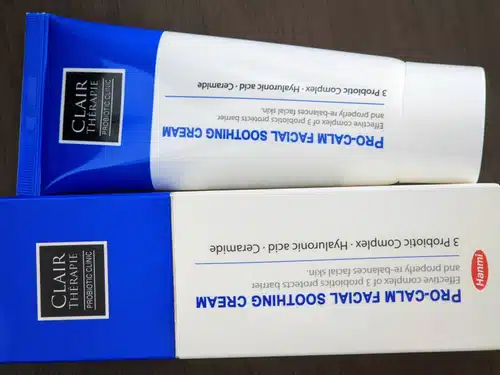 CLAIR
THERAPIE
PROBIOTIC CLINIC
PRO-CALM FACIAL SOOTHING CREAM
Effective complex of 3 probiotics protects barrier
and properly re-balances facial skin.
3 Probiotic Complex · Hyaluronic acid · Ceramide
CLAIR
THERAPIE
PROBIOTIC CLINIC
PRO-CALM FACIAL SOOTHING CREAM
Effective complex of 3 probiotics protects barrier
and properly re-balances facial skin.
3 Probiotic Complex · Hyaluronic acid · Ceramide
Hanmi